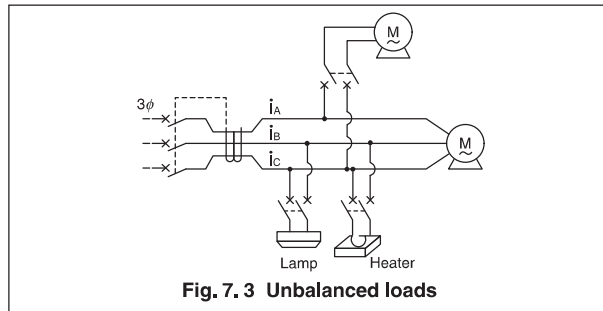 M
3ϕ
iA
iB
M
iC
Lamp
Heater
Fig. 7. 3 Unbalanced loads